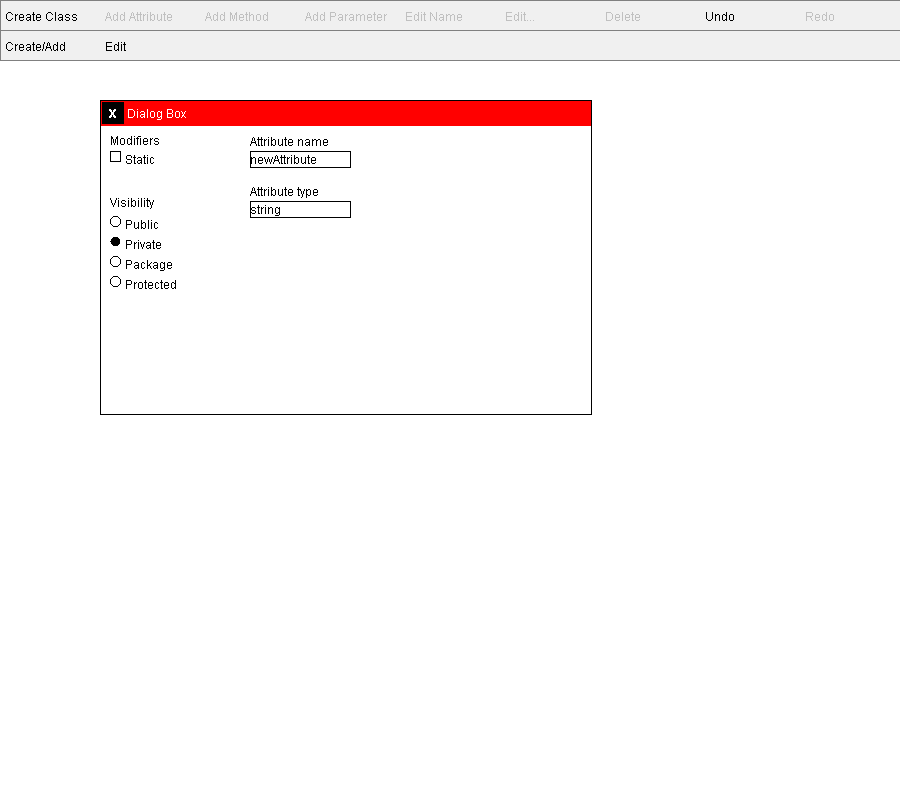 Create Class Add Attribute Add Method Add Parameter Edit Name Edit... Delete Undo Redo
Create/Add Edit
X Dialog Box
Modifiers
Static
Visibility
Public
Private
Package
Protected
Attribute name
newAttribute
Attribute type
string